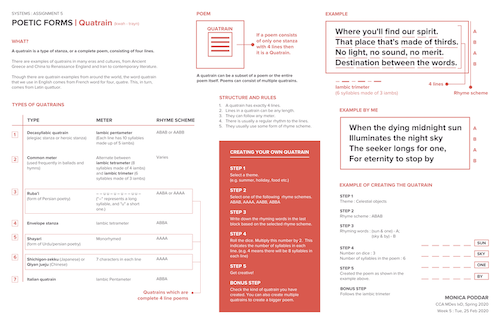 SYSTEMS : ASSIGNMENT 5
POETIC FORMS | Quatrain
WHAT?
A quatrain is a type of stanza, or a complete poem, consisting of four lines.
There are examples of quatrains in many eras and cultures, from Ancient
Greece and China to Renaissance England and Iran to contemporary literature.
Though there are quatrain examples from around the world, the word quatrain
that we use in English comes from French word for four, quatre. This, in turn,
comes from Latin quattuor.
TYPES OF QUATRAINS
TYPE METER RHYME SCHEME
1 Decasyllabic quatrain
(elegiac stanza or heroic stanza)
Iambic pentameter
(Each line has 10 syllables
made up of 5 iambs)
ABAB or AABB
2 Common meter
(used frequently in ballads and
hymns)
Alternate between
iambic tetrameter (8
syllables made of 4 iambs)
and iambic trimeter (6
syllables made of 3 iambs)
Varies
3 Ruba'i
(form of Persian poetry)
represents a long
syllable, and "u" a short
one.)
AABA or AAAA
4 Envelope stanza
Iambic tetrameter
ABBA
5 Shayari
(form of Urdu/persian poetry)
Monorhymed
AAAA
6 Shichigon-zekku (Japanese) or
Qiyan jueju (Chinese)
7 characters in each line
AAAA
7 Italian quatrain
Iambic Pentameter
ABBA
Quatrains which are
complete 4 line poems
POEM
QUATRAIN
If a poem consists
of only one stanza
with 4 lines then
it is a Quatrain.
A quatrain can be a subset of a poem or the entire
poem itself. Poems can consist of multiple quatrains.
STRUCTURE AND RULES
1. A quatrain has exactly 4 lines.
2. Lines in a quatrain can be any length
3. They can follow any meter.
4. There is usually a regular rhythm to the lines.
5. They usually use some form of rhyme scheme.
CREATING YOUR OWN QUATRAIN
STEP 1
Select a theme.
(e.g. summer, holiday, food etc.)
STEP 2
Select one of the following rhyme schemes,
ABAB, AAAA, AABB, ABBA
STEP 3
Write down the rhyming words in the last
block based on the selected rhyme scheme.
STEP 4
Roll the dice. Multiply this number by 2. This
indicates the number of syllables in each
line. (e.g. 4 means there will be 8 syllables in
each line)
STEP 5
Get creative!
BONUS STEP
Check the kind of quatrain you have
created. You can also create multiple
quatrains to create a bigger poem.
EXAMPLE
Where you'll find our spirit. A
That place that's made of thirds. B
No light, no sound, no merit. A
Destination between the words. B
Iambic trimeter
(6 syllables made of 3 iambs)
4 lines
Rhyme scheme
EXAMPLE BY ME
When the dying midnight sun A
Illuminates the night sky B
The seeker longs for one, A
For eternity to stop by B
EXAMPLE OF CREATING THE QUATRAIN
STEP 1
Theme : Celestial objects
STEP 2
Rhyme scheme : ABAB
STEP 3
Rhyming words : (sun & one) - A,
(sky & by) - B
STEP 4
Number on dice : 3
Number of syllables in the poem : 6
STEP 5
Created the poem as shown in the
example above.
BONUS STEP
Follows the Iambic trimeter
SUN
SKY
ONE
BY
MONICA PODDAR
CCA MDes IxD, Spring 2020
Week 5. Tue, 25 Feb 2020